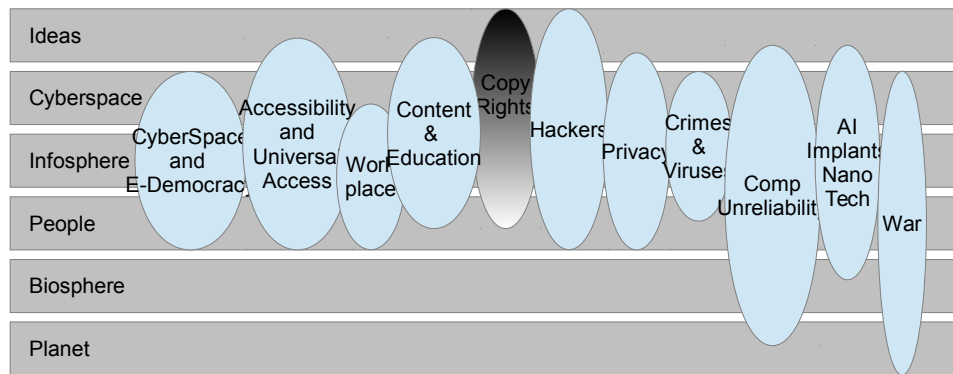 Ideas
Cyberspace
Infosphere
People
Biosphere
Planet
CyberSpace
and
E-Democracy
Accessibility
and
Universal
Access
Work
place
Content
&
Education
Copy
Rights
Hackers
Privacy
Crimes
&
Viruses
Comp
Unreliability
AI
Implants
Nano
Tech
War